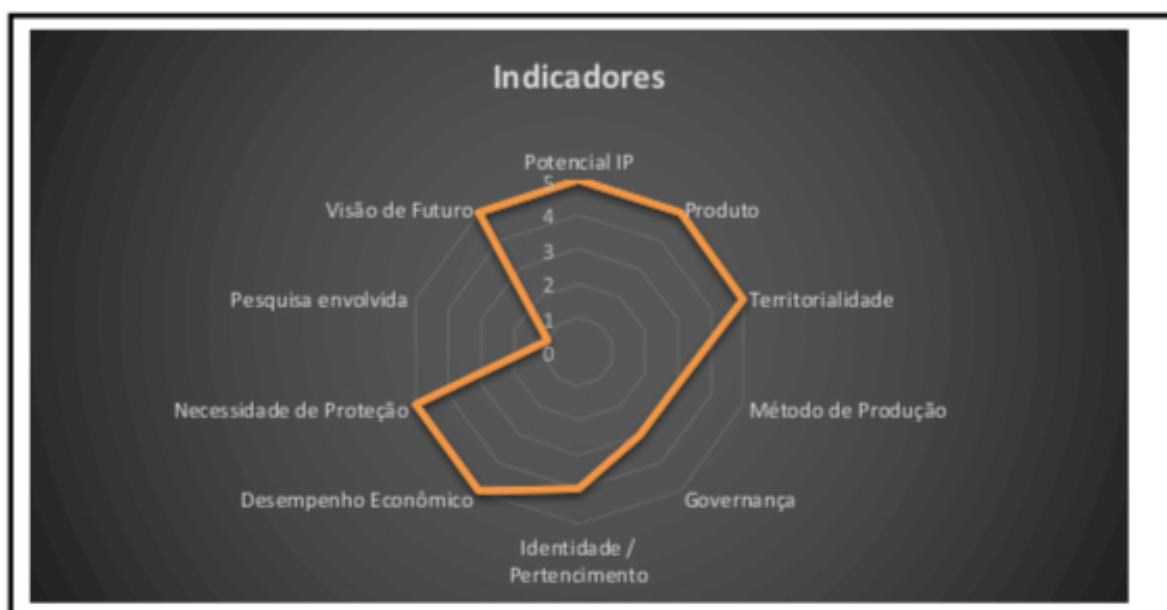 Indicadores
Potencial IP
Visão de Futuro
Produto
Pesquisa envolvida
Territorialidade
Necessidade de Proteção
Método de Produção
Desempenho Econômico
Governança
Identidade /
Pertencimento
5
4
3
2
1
0